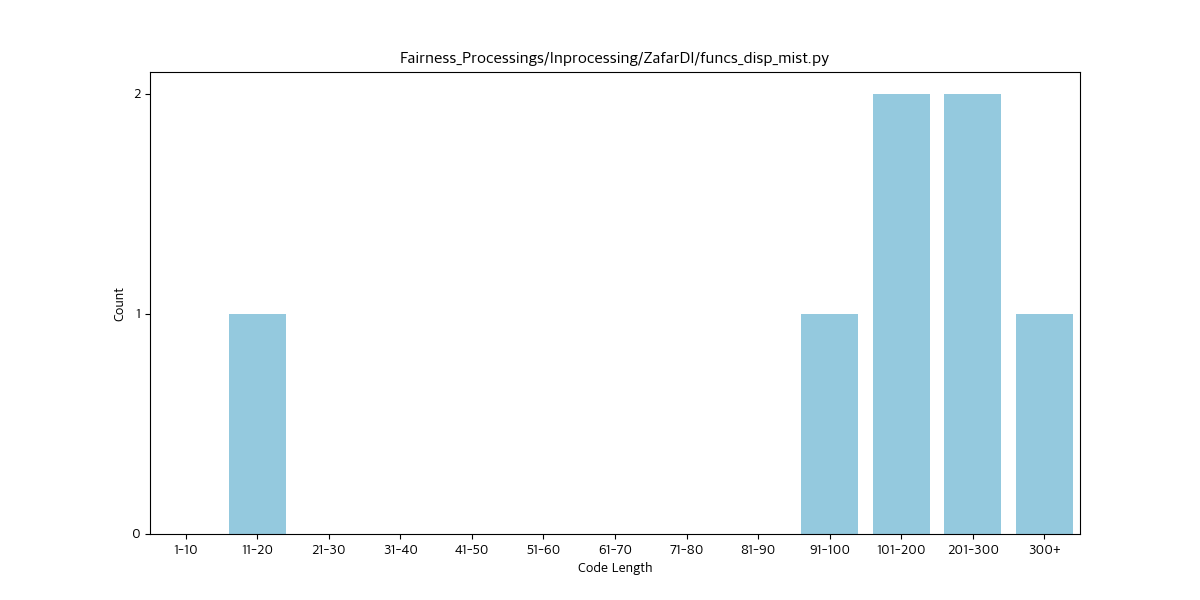 Fairness_Processings/Inprocessing/ZafarDI/funcs_disp_mist.py
2
1
0
Count
1-10 11-20 21-30 31-40 41-50 51-60 61-70 71-80 81-90 91-100 101-200 201-300 300+
Code Length